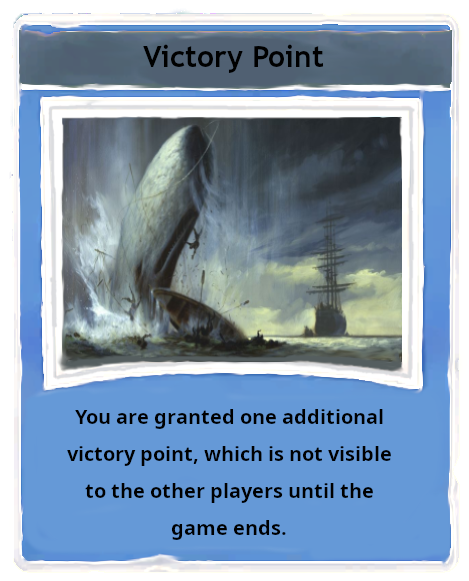 Victory Point
You are granted one additional
victory point, which is not visible
to the other players until the
game ends.